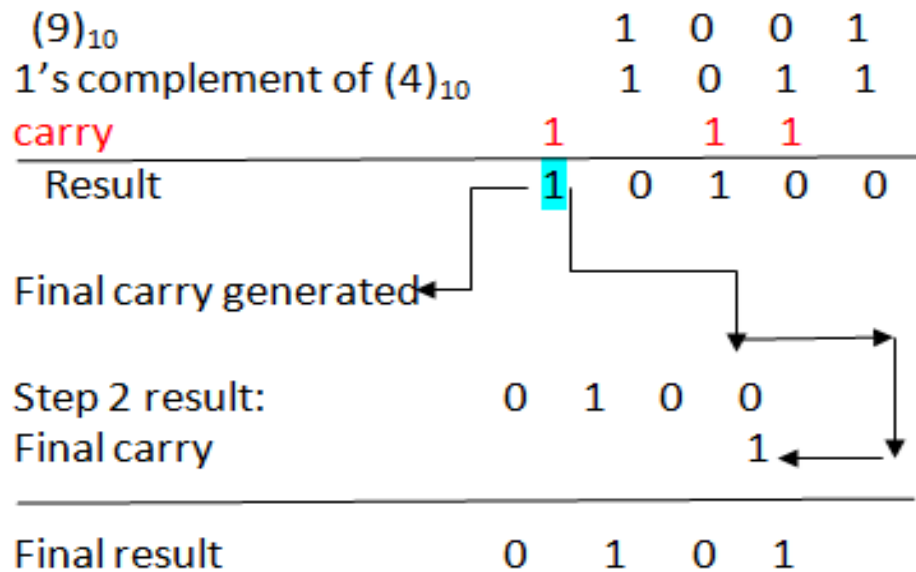 (9)₁₀ 1 0 0 1
1’s complement of (4)₁₀ 1 0 1 1
carry 1 1 1
Result 1 0 1 0 0
Final carry generated
Step 2 result: 0 1 0 0
Final carry 1
Final result 0 1 0 1